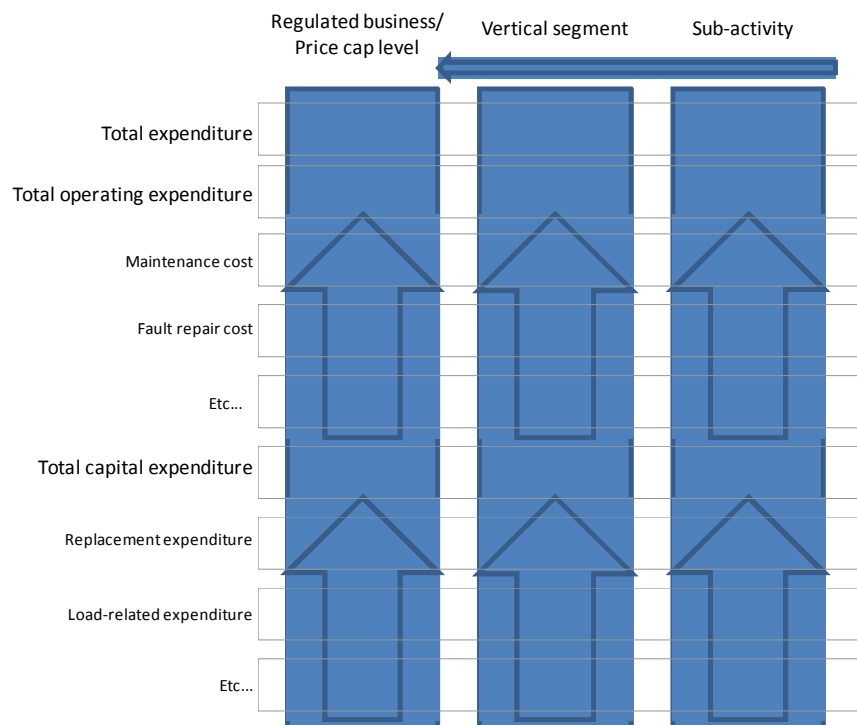 Regulated business/
Price cap level
Vertical segment
Sub-activity
Total expenditure
Total operating expenditure
Maintenance cost
Fault repair cost
Etc...
Total capital expenditure
Replacement expenditure
Load-related expenditure
Etc...